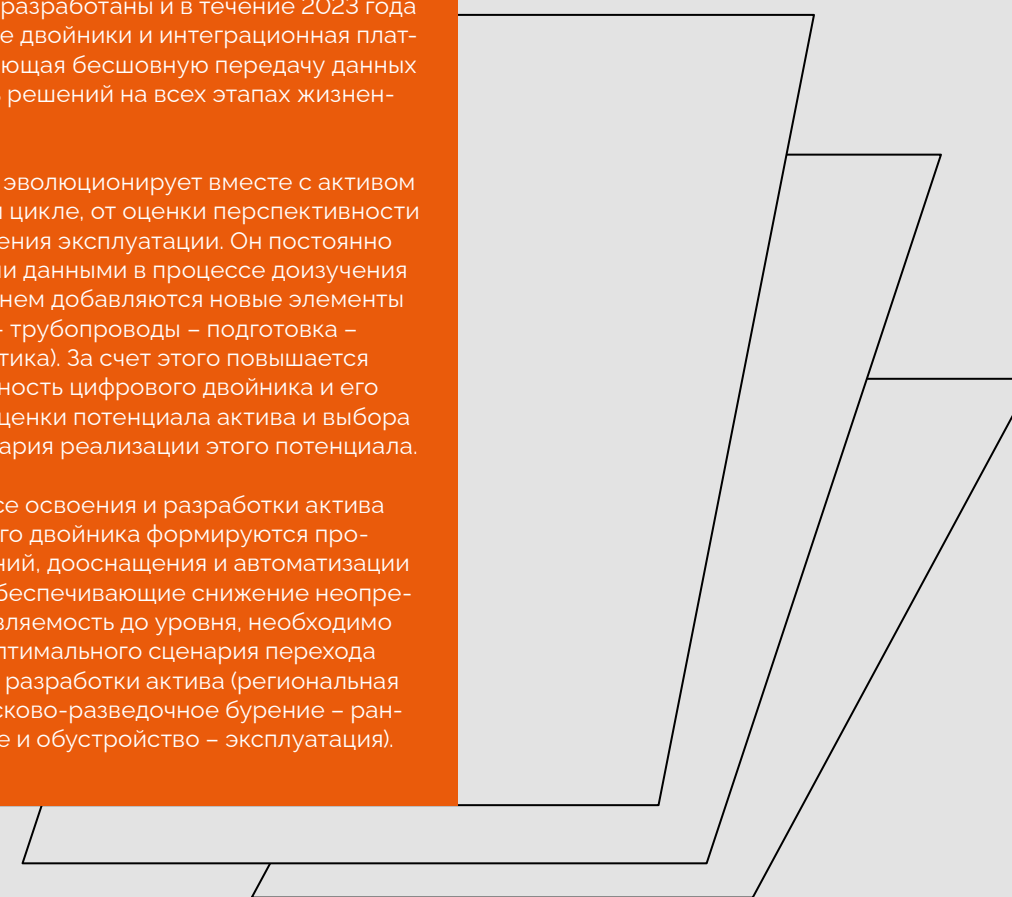 разработаны и в течение 2023 года
е двойники и интеграционная плат-
ющая бесшовную передачу данных
решений на всех этапах жизнен-
эволюционирует вместе с активом
цикле, от оценки перспективности
ения эксплуатации. Он постоянно
и данными в процессе доизучения
нем добавляются новые элементы
– трубопроводы – подготовка –
тика). За счет этого повышается
ность цифрового двойника и его
ценки потенциала актива и выбора
ария реализации этого потенциала.
се освоения и разработки актива
го двойника формируются про-
ний, дооснащения и автоматизации
беспечивающие снижение неопре-
вляемость до уровня, необходимо
птимального сценария перехода
разработки актива (региональная
сково-разведочное бурение – ран-
е и обустройство – эксплуатация).